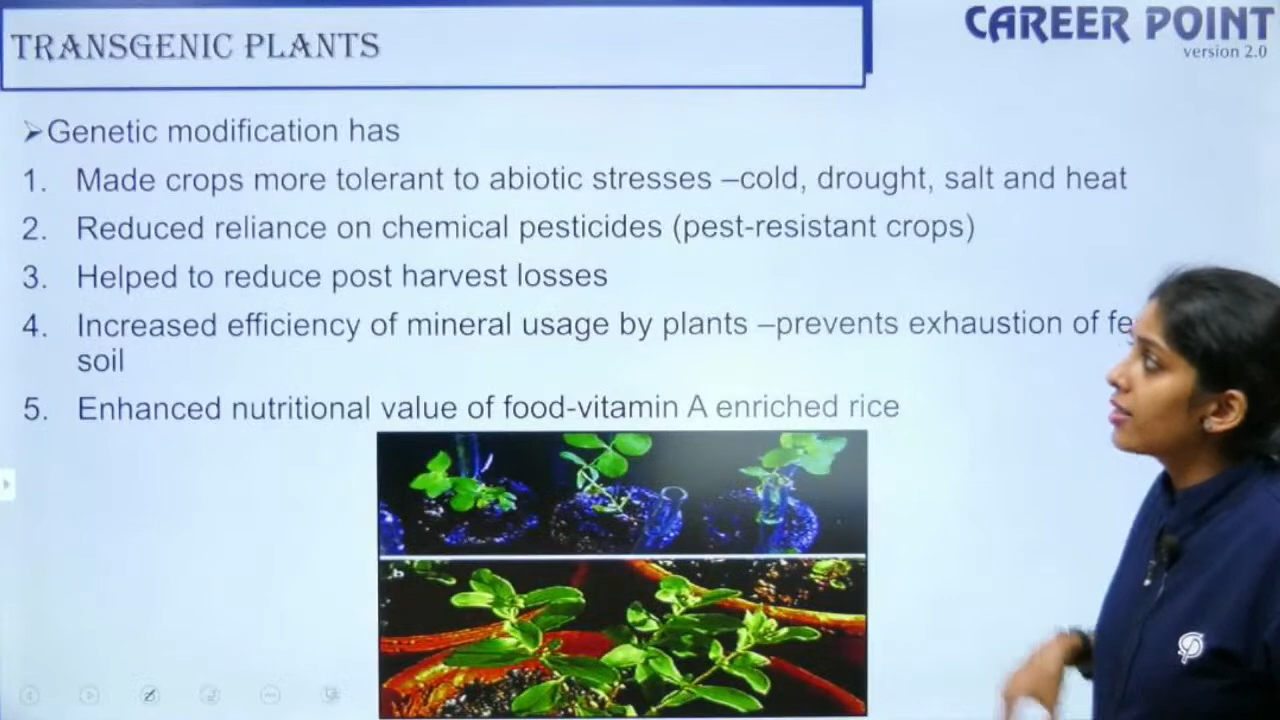 TRANSGENIC PLANTS
CAREER POINT
version 2.0
➤Genetic modification has
1. Made crops more tolerant to abiotic stresses –cold, drought, salt and heat
2. Reduced reliance on chemical pesticides (pest-resistant crops)
3. Helped to reduce post harvest losses
4. Increased efficiency of mineral usage by plants –prevents exhaustion of
soil
5. Enhanced nutritional value of food-vitamin A enriched rice
b